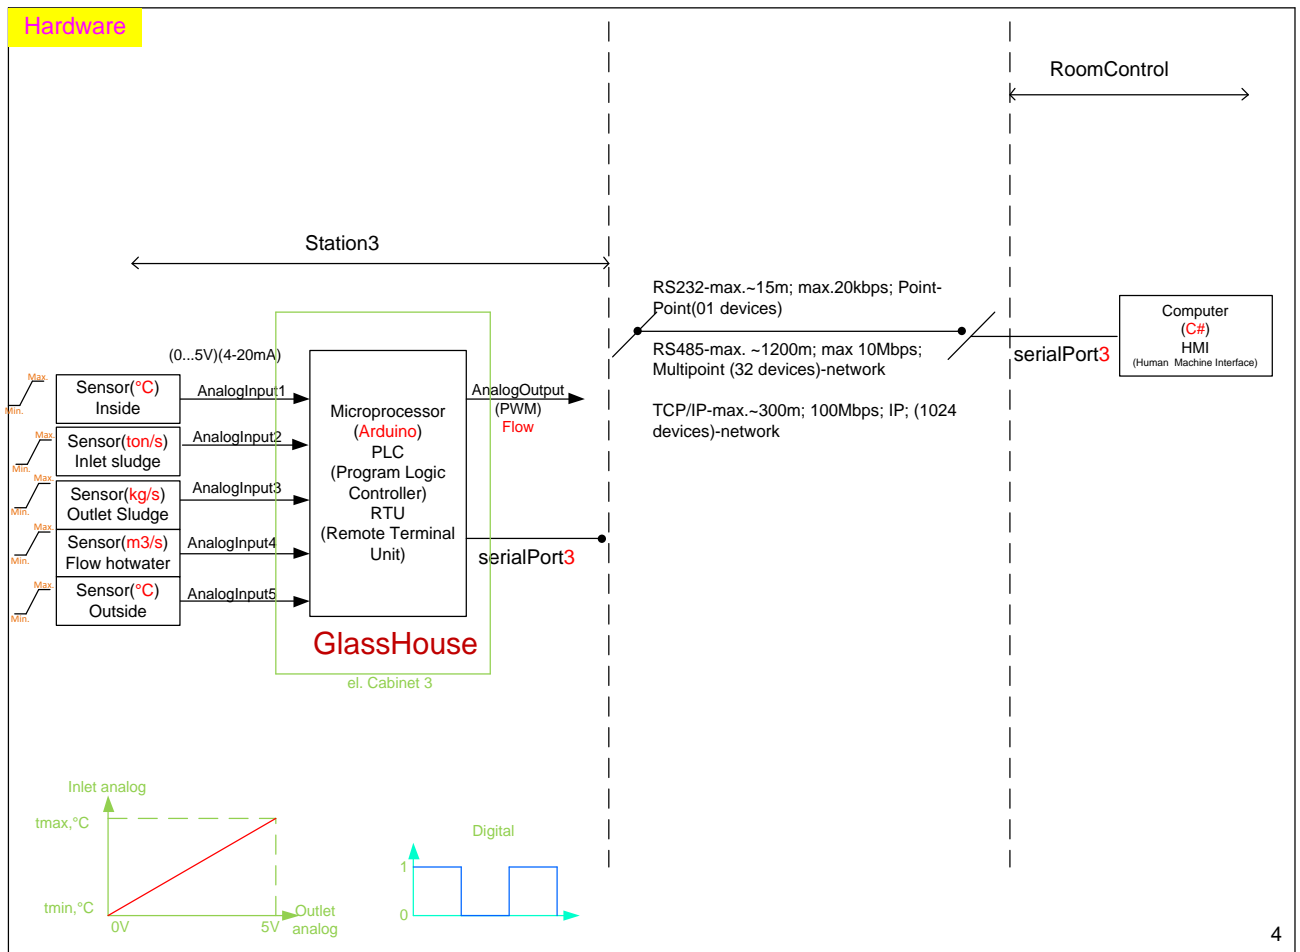 Hardware
RoomControl
Station3
RS232-max.~15m; max.20kbps; Point-
Point(01 devices)
RS485-max. ~1200m; max 10Mbps;
Multipoint (32 devices)-network
TCP/IP-max.~300m; 100Mbps; IP; (1024
devices)-network
serialPort3
Computer
(C#)
HMI
(Human Machine Interface)
(0...5V)(4-20mA)
Max.
Min.
Sensor(°C)
Inside
AnalogInput1
Max.
Min.
Sensor(ton/s)
Inlet sludge
AnalogInput2
Max.
Min.
Sensor(kg/s)
Outlet Sludge
AnalogInput3
Max.
Min.
Sensor(m3/s)
Flow hotwater
AnalogInput4
Max.
Min.
Sensor(°C)
Outside
AnalogInput5
Microprocessor
(Arduino)
PLC
(Program Logic
Controller)
RTU
(Remote Terminal
Unit)
AnalogOutput
(PWM)
Flow
serialPort3
GlassHouse
el. Cabinet 3
Inlet analog
tmax,°C
tmin,°C
0V
5V
Outlet
analog
Digital
1
0
4